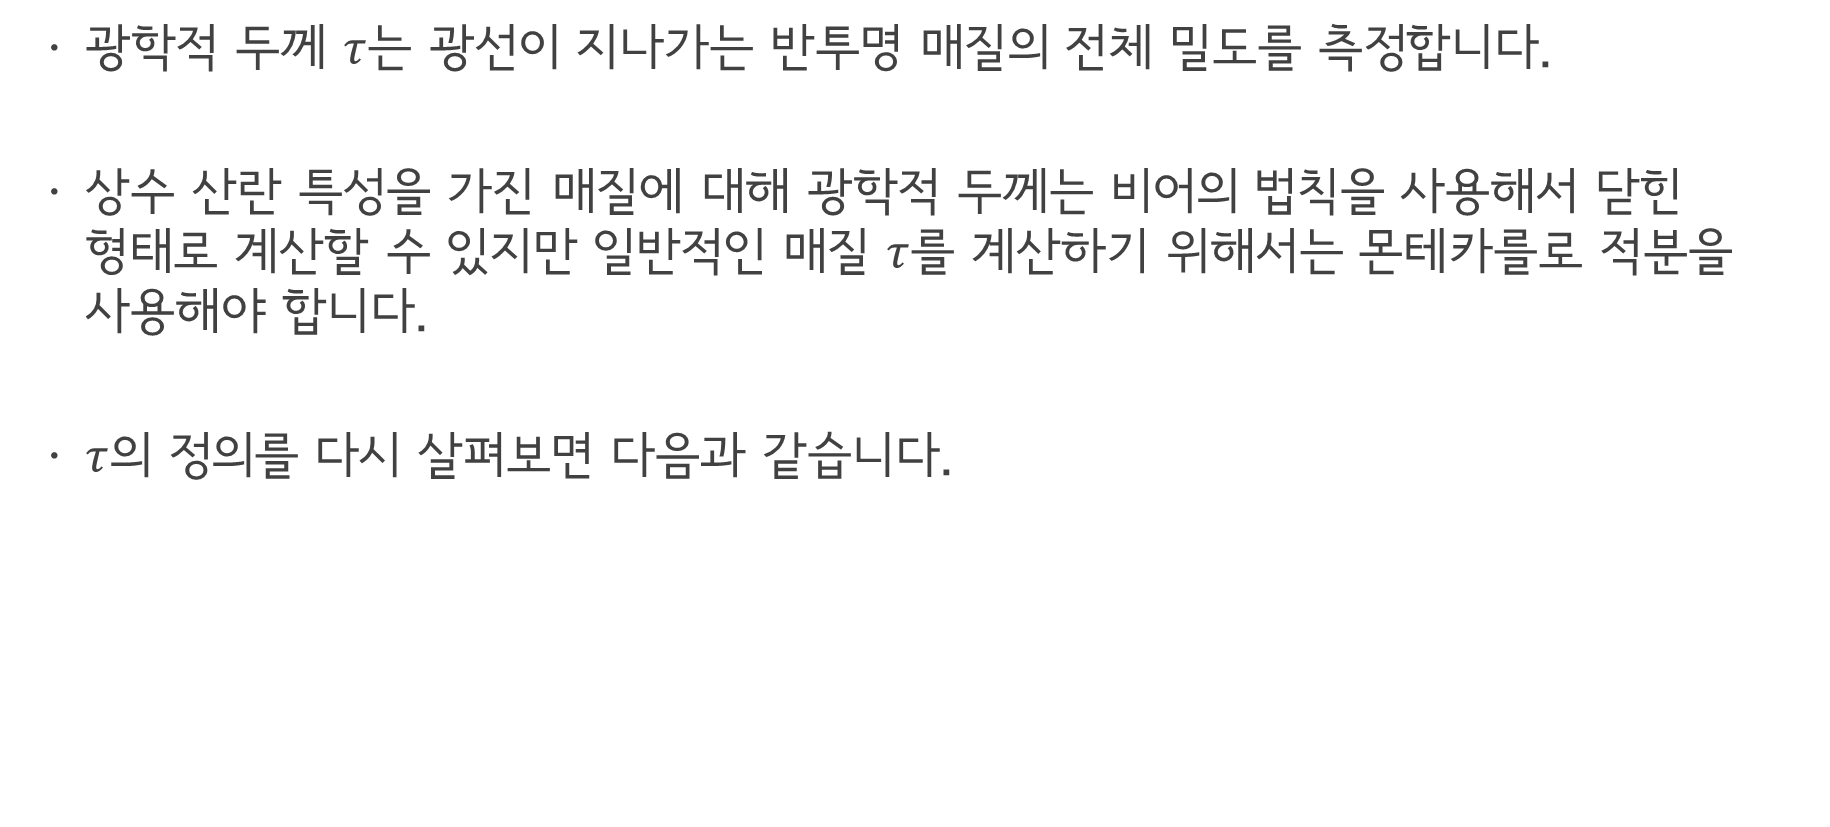 · 광학적 두께 𝜏는 광선이 지나가는 반투명 매질의 전체 밀도를 측정합니다.
· 상수 산란 특성을 가진 매질에 대해 광학적 두께는 비어의 법칙을 사용해서 닫힌
형태로 계산할 수 있지만 일반적인 매질 𝜏를 계산하기 위해서는 몬테카를로 적분을
사용해야 합니다.
· 𝜏의 정의를 다시 살펴보면 다음과 같습니다.